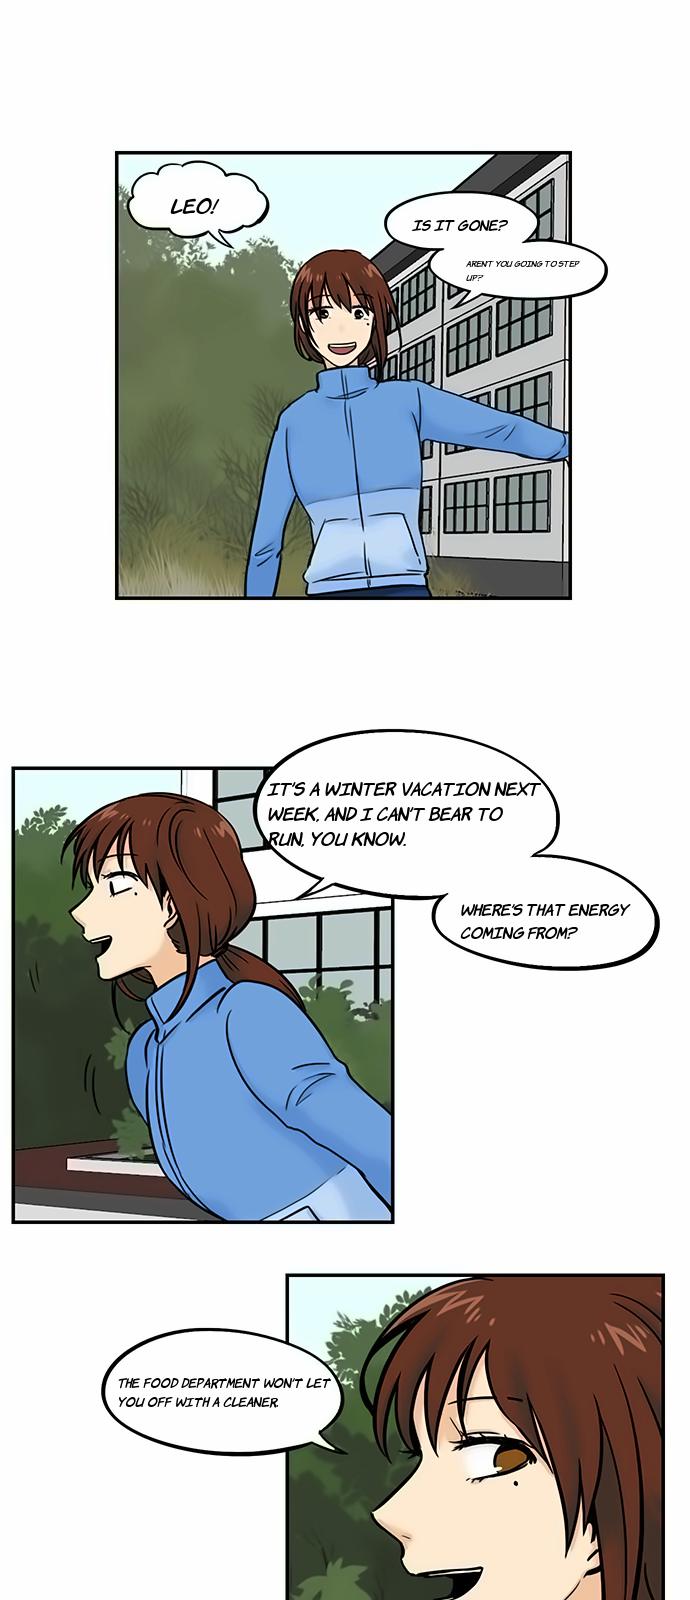 LEO!
IS IT GONE?
ARENT YOU GOING TO STEP
UP?
IT'S A WINTER VACATION NEXT
WEEK, AND I CAN'T BEAR TO
RUN, YOU KNOW.
WHERE'S THAT ENERGY
COMING FROM?
THE FOOD DEPARTMENT WON'T LET
YOU OFF WITH A CLEANER